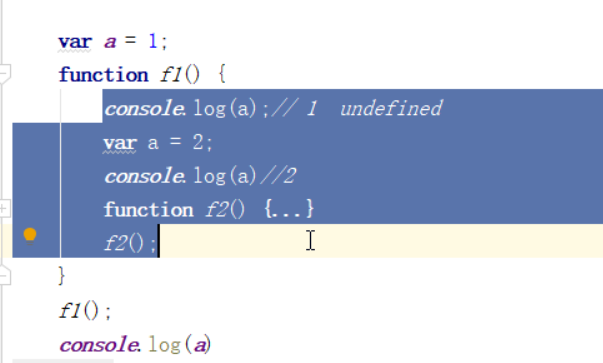 var a = 1;
function f1() {
console.log(a);// 1  undefined
var a = 2;
console.log(a)//2
function f2() {...}
f2();
}
f1();
console.log(a)